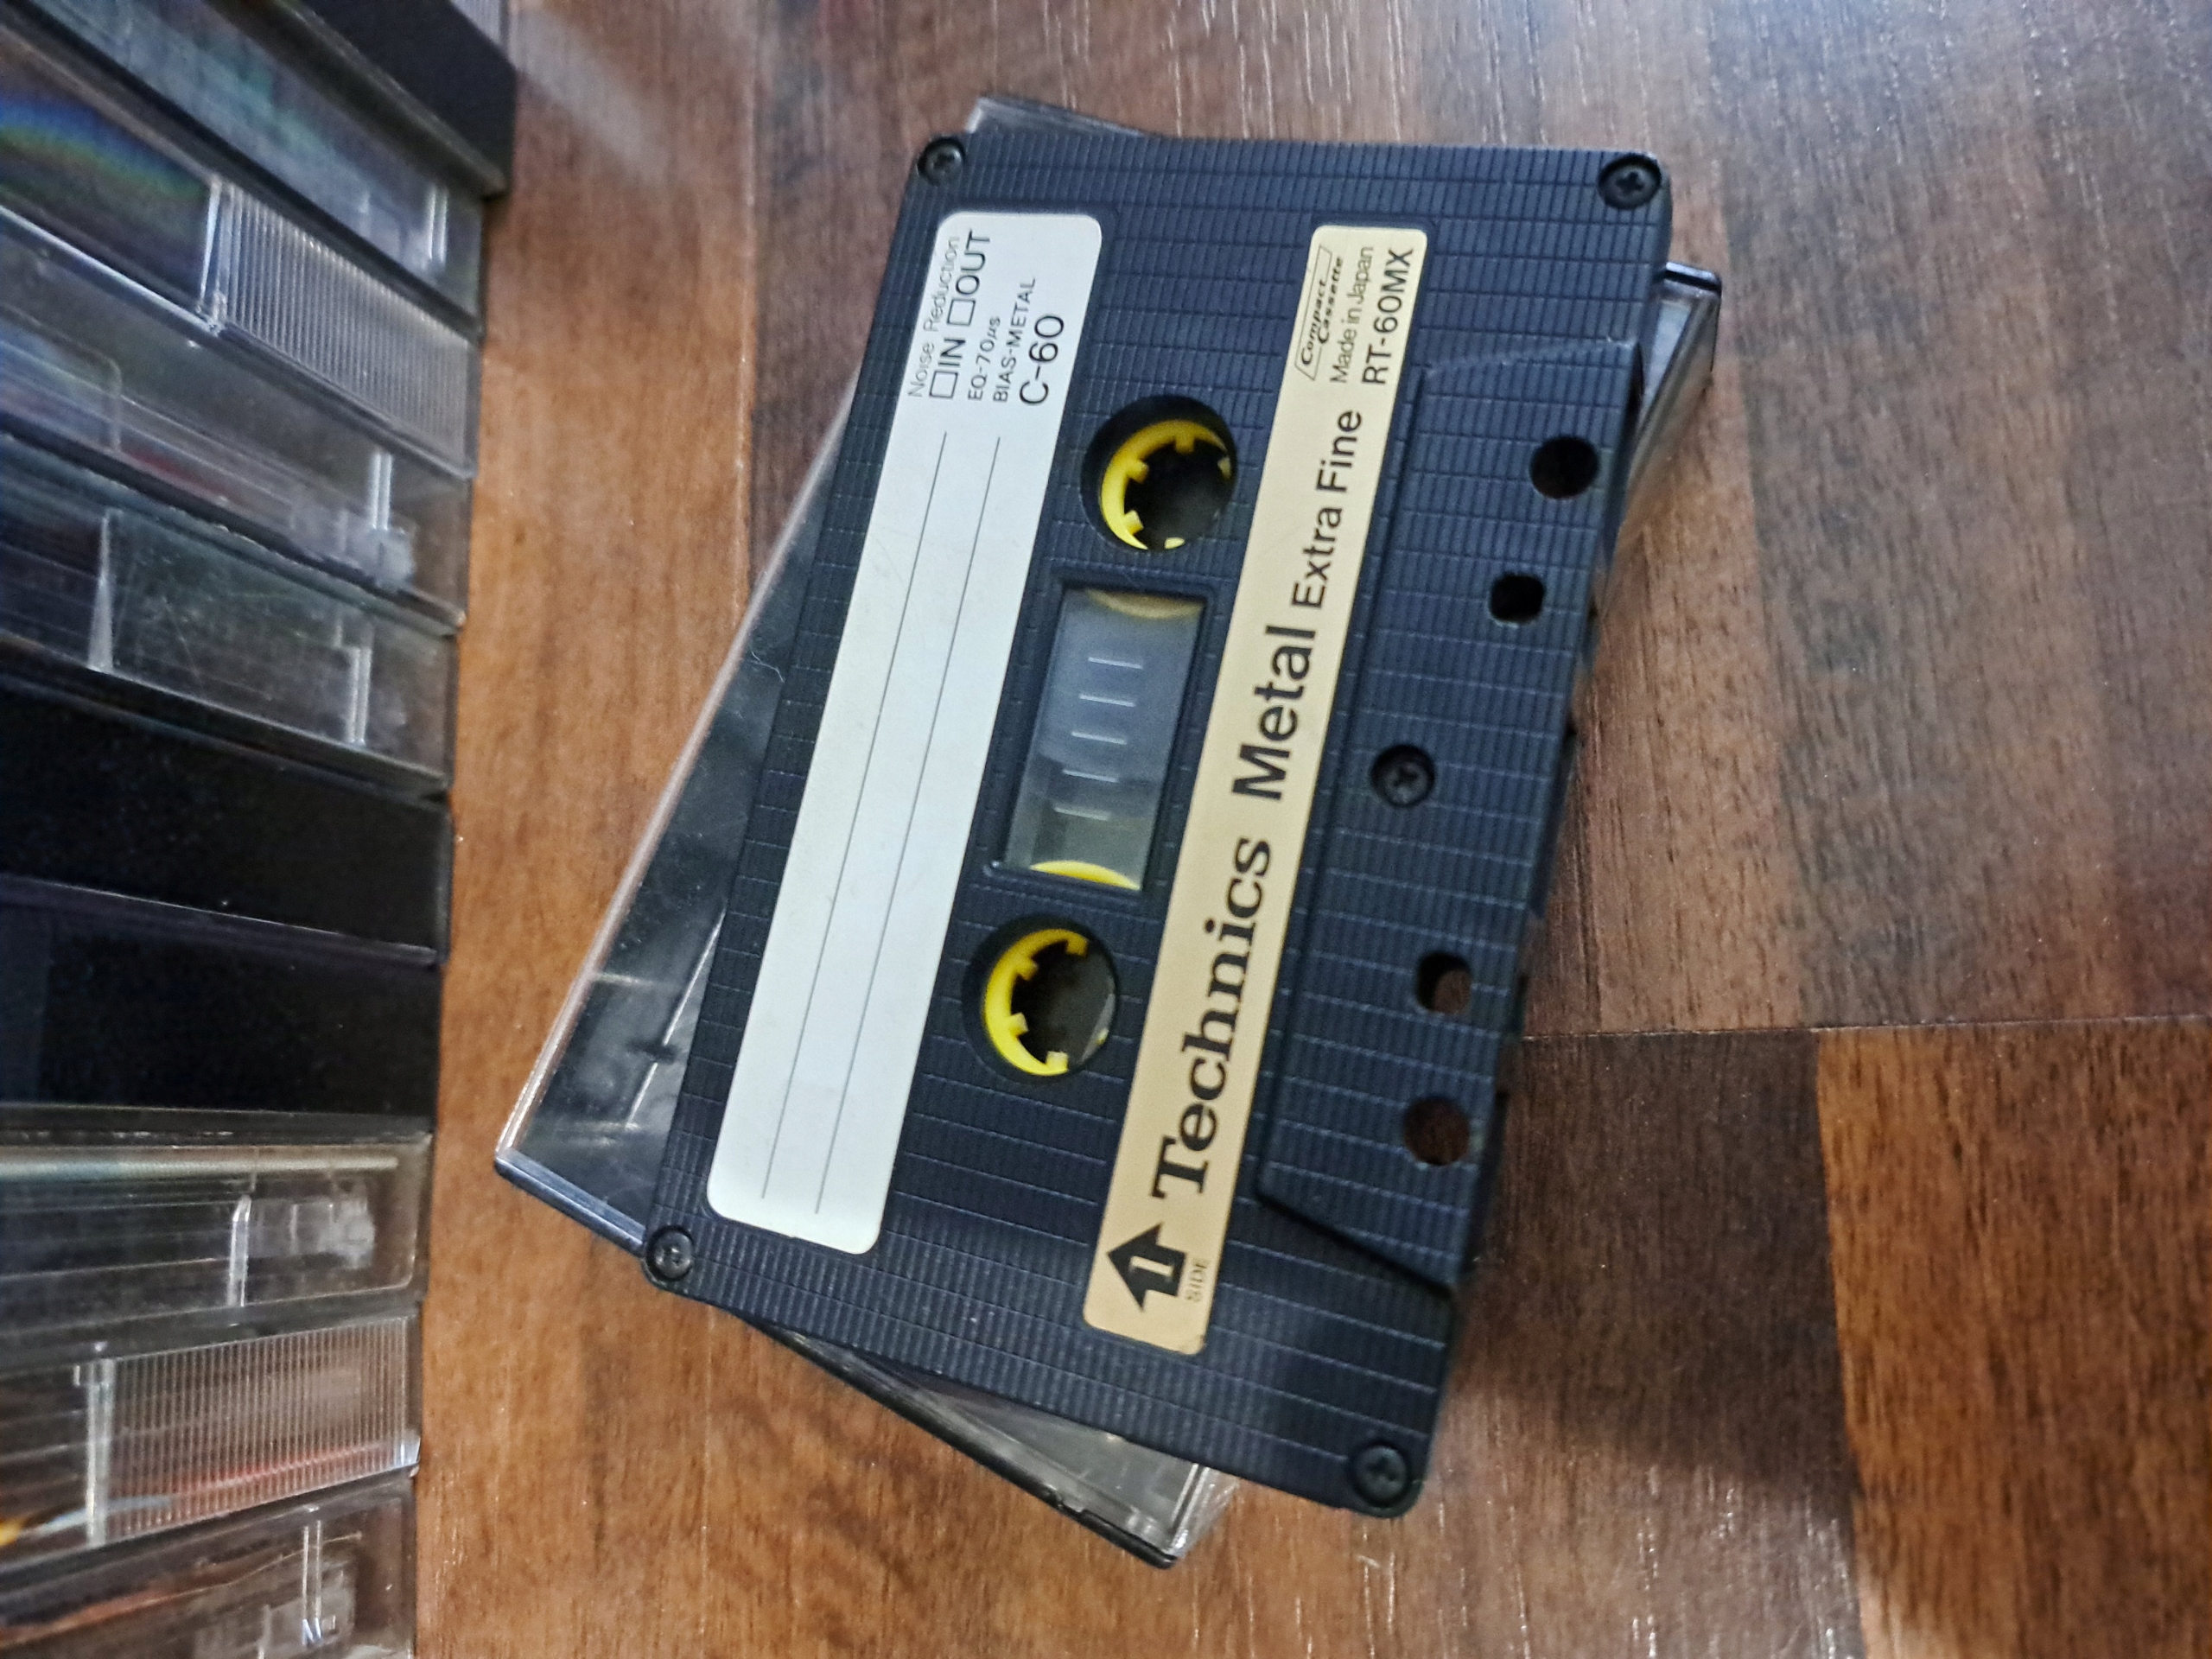 Noise Reduction
□IN □OUT
EQ-70μs
BIAS-METAL
C-60
Compact
Cassette
Made in Japan
RT-60MX
1
SIDE
Technics Metal Extra Fine